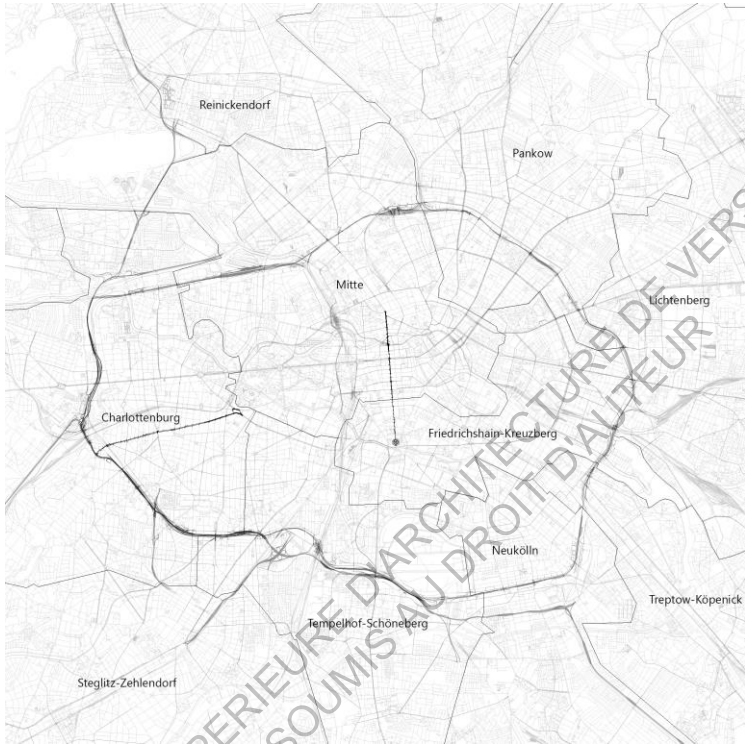 Reinickendorf
Pankow
Mitte
Lichtenberg
Charlottenburg
Friedrichshain-Kreuzberg
Neukölln
Treptow-Köpenick
Tempelhof-Schöneberg
Steglitz-Zehlendorf
PERIEURE D'ARCHITECTURE DE VERS
SOUMIS AU DROIT D'AUTEUR